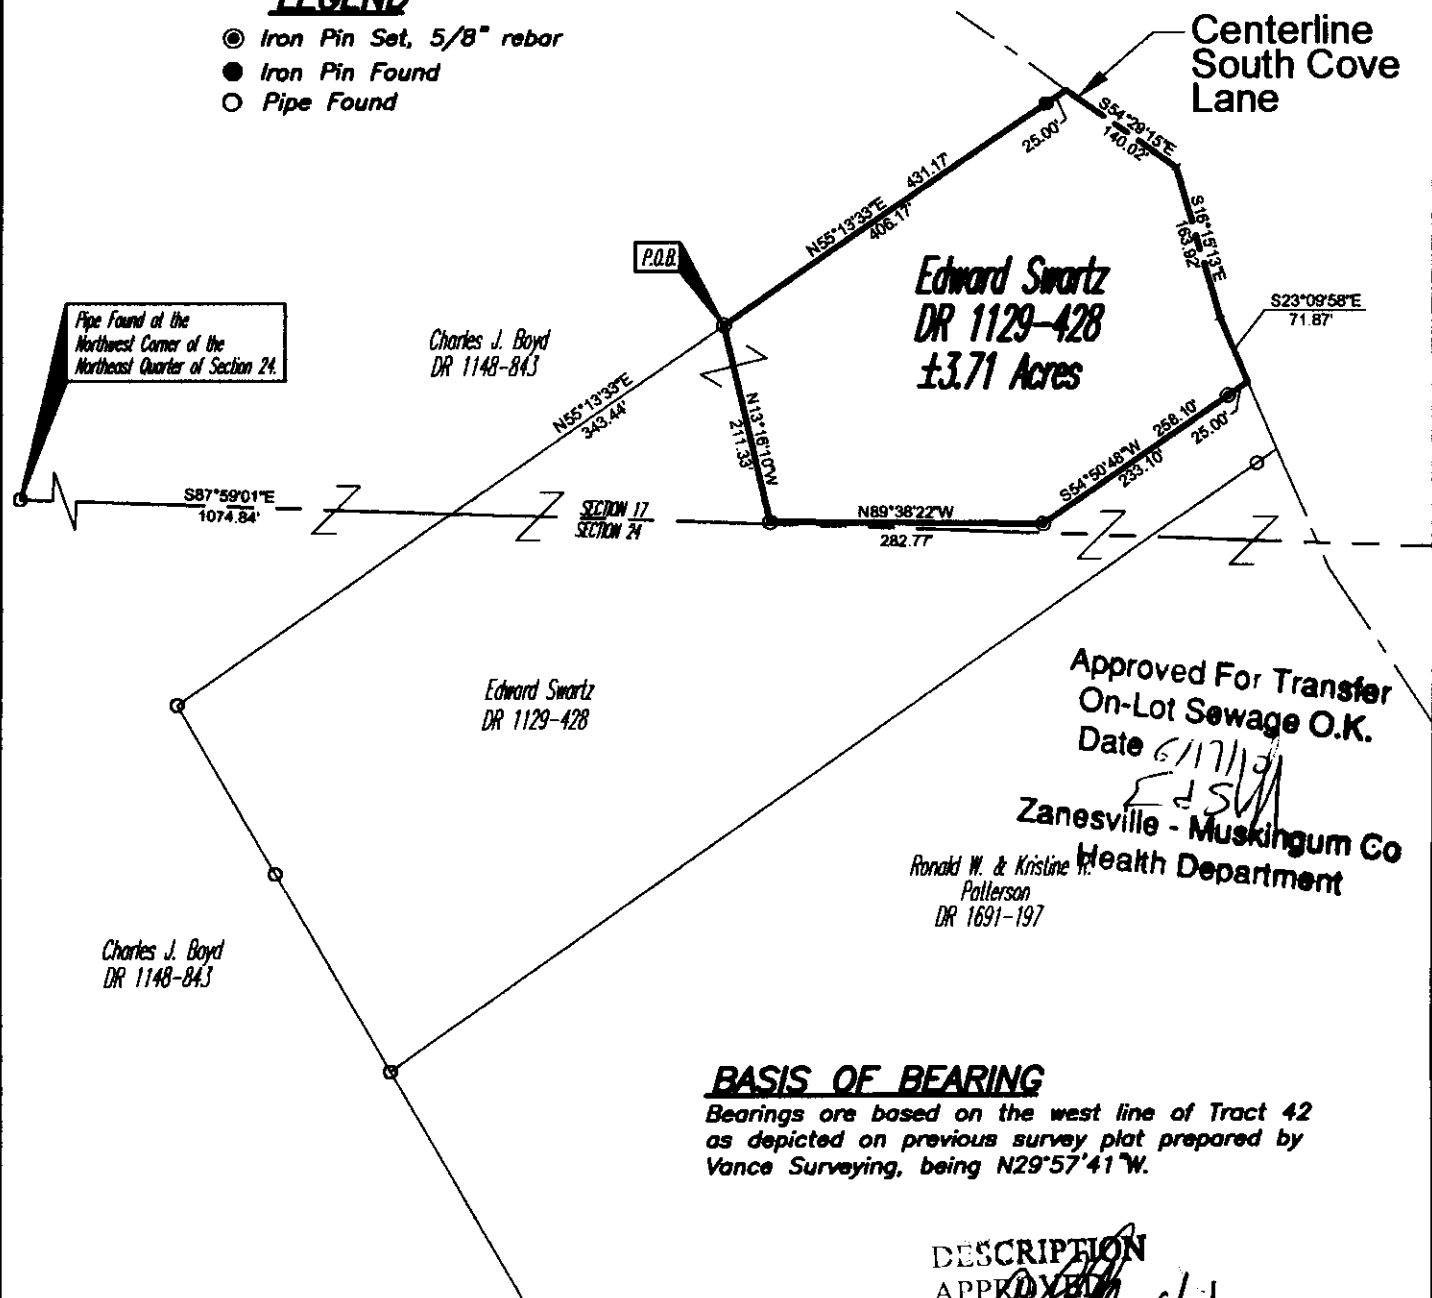 LEGEND
Iron Pin Set, 5/8" rebar
Iron Pin Found
Pipe Found
Centerline
South Cove
Lane
S54°29'15"E
140.02'
25.00'
431.17'
N55°13'33"E
406.17'
S16°15'13"E
163.92'
P.O.B.
Edward Swartz
DR 1129-428
±3.71 Acres
S23°09'58"E
71.87'
Pipe Found at the
Northwest Corner of the
Northeast Quarter of Section 24.
Charles J. Boyd
DR 1148-843
N55°13'33"E
343.44'
N13°16'10"W
211.33'
258.10'
25.00'
S54°50'48"W
233.10'
S87°59'01"E
1074.84'
SECTION 17
SECTION 24
N89°38'22"W
282.77'
Edward Swartz
DR 1129-428
Approved For Transfer
On-Lot Sewage O.K.
Date 6/17/
Zanesville - Muskingum Co
Health Department
Ronald W. & Kristine R.
Patterson
DR 1691-197
Charles J. Boyd
DR 1148-843
BASIS OF BEARING
Bearings are based on the west line of Tract 42
as depicted on previous survey plat prepared by
Vance Surveying, being N29°57'41"W.
DESCRIPTION
APPROVED